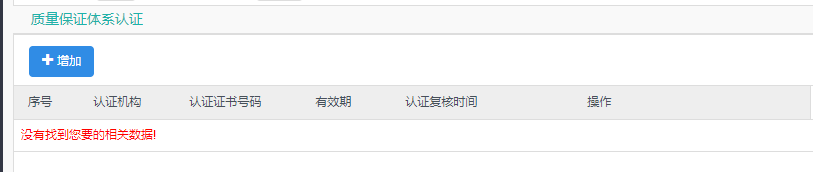 质量保证体系认证
增加
序号 认证机构 认证证书号码 有效期 认证复核时间 操作
没有找到您要的相关数据!